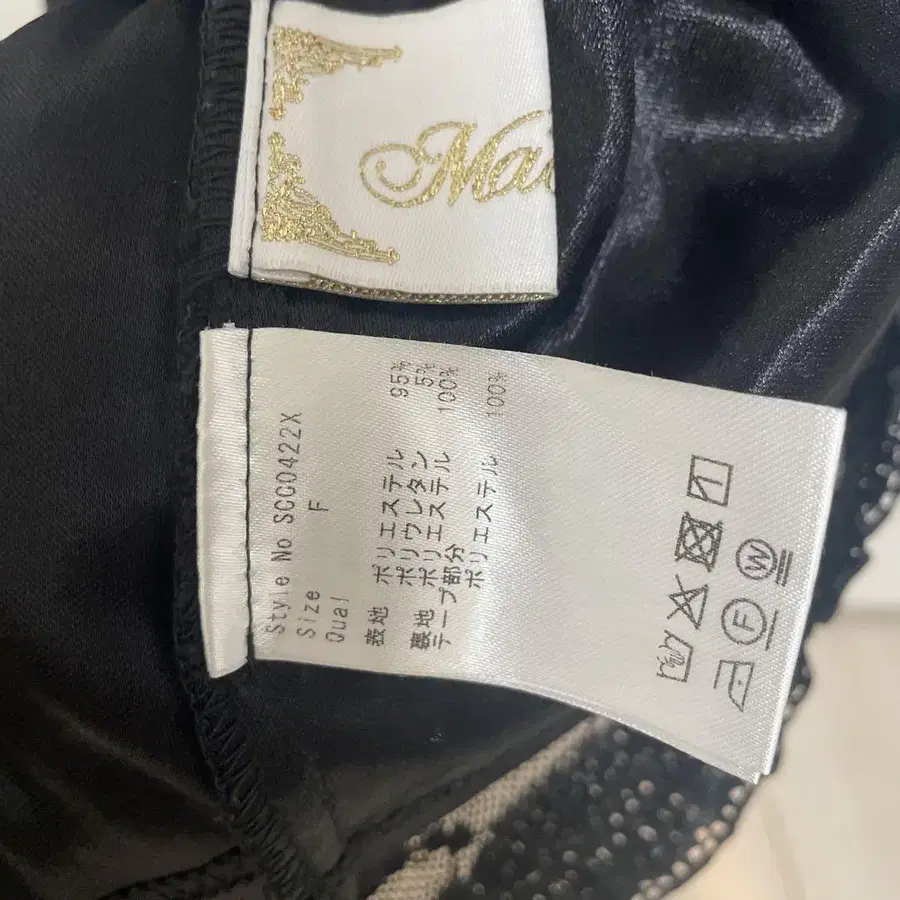 Style No SCC0422X
Size F
Qual
表地 ポリエステル 95%
ポリウレタン 5%
裏地 ポリエステル 100%
テープ部分
ポリエステル 100%
F
W